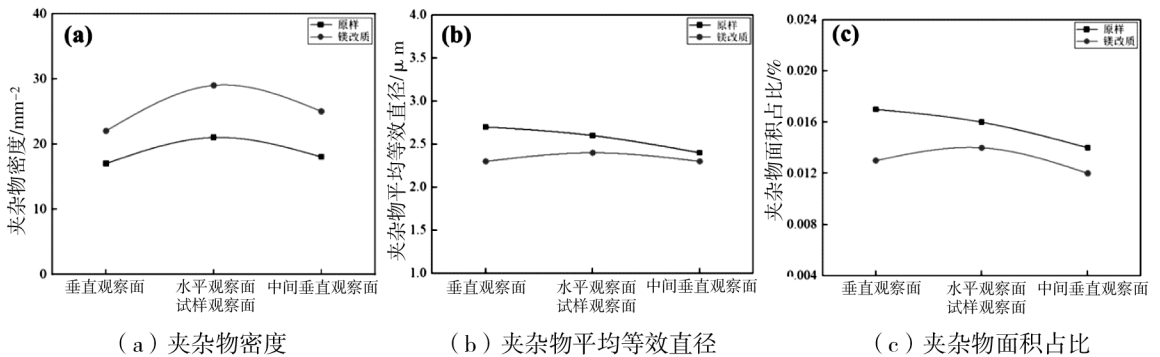 (a)
原样
镁改质
夹杂物密度/mm⁻²
40
30
20
10
0
垂直观察面
水平观察面
中间垂直观察面
试样观察面
(b)
原样
镁改质
夹杂物平均等效直径/μm
4.0
3.5
3.0
2.5
2.0
1.5
1.0
垂直观察面
水平观察面
中间垂直观察面
试样观察面
(c)
原样
镁改质
夹杂物面积占比/%
0.024
0.020
0.016
0.012
0.008
0.004
垂直观察面
水平观察面
中间垂直观察面
试样观察面
（a）夹杂物密度
（b）夹杂物平均等效直径
（c）夹杂物面积占比